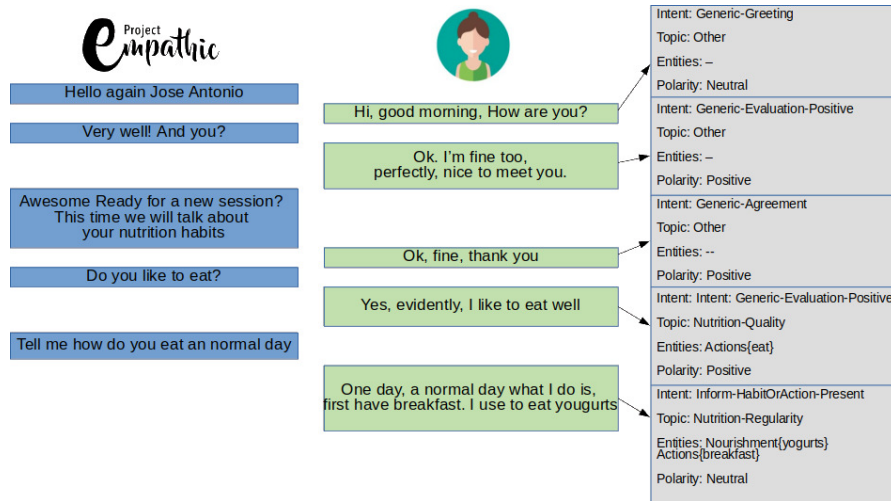 Project
empathic
Hello again Jose Antonio
Hi, good morning, How are you?
Intent: Generic-Greeting
Topic: Other
Entities: –
Polarity: Neutral
Very well! And you?
Ok. I'm fine too,
perfectly, nice to meet you.
Intent: Generic-Evaluation-Positive
Topic: Other
Entities: –
Polarity: Positive
Awesome Ready for a new session?
This time we will talk about
your nutrition habits
Ok, fine, thank you
Intent: Generic-Agreement
Topic: Other
Entities: --
Polarity: Positive
Do you like to eat?
Yes, evidently, I like to eat well
Intent: Intent: Generic-Evaluation-Positive
Topic: Nutrition-Quality
Entities: Actions{eat}
Polarity: Positive
Tell me how do you eat an normal day
One day, a normal day what I do is,
first have breakfast. I use to eat yougurts
Intent: Inform-HabitOrAction-Present
Topic: Nutrition-Regularity
Entities: Nourishment{yogurts}
Actions{breakfast}
Polarity: Neutral